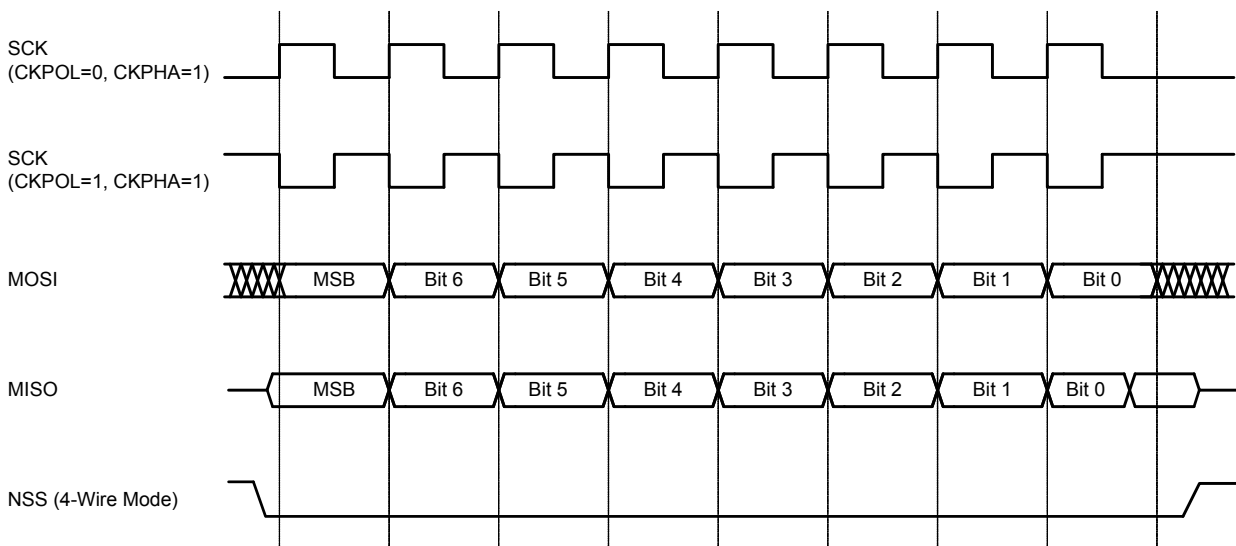 SCK
(CKPOL=0, CKPHA=1)
SCK
(CKPOL=1, CKPHA=1)
MOSI
MSB Bit 6 Bit 5 Bit 4 Bit 3 Bit 2 Bit 1 Bit 0
MISO
MSB Bit 6 Bit 5 Bit 4 Bit 3 Bit 2 Bit 1 Bit 0
NSS (4-Wire Mode)